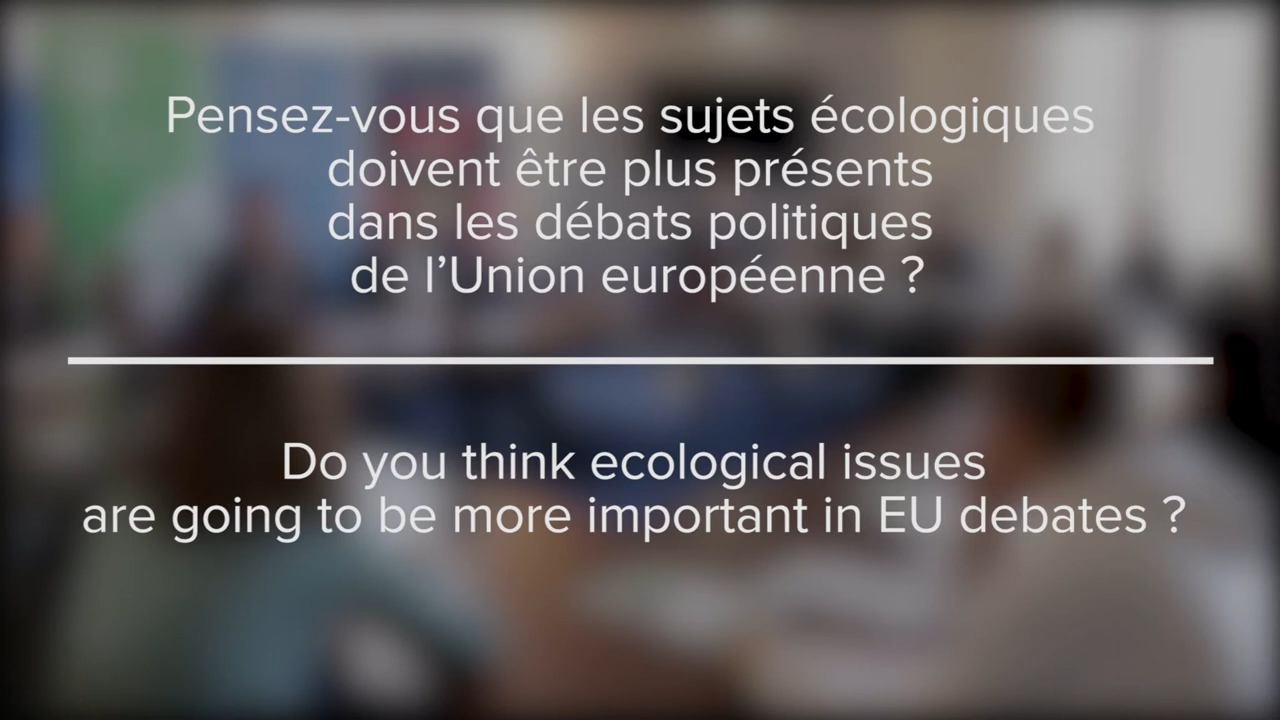 Pensez-vous que les sujets écologiques
doivent être plus présents
dans les débats politiques
de l’Union européenne ?
Do you think ecological issues
are going to be more important in EU debates ?